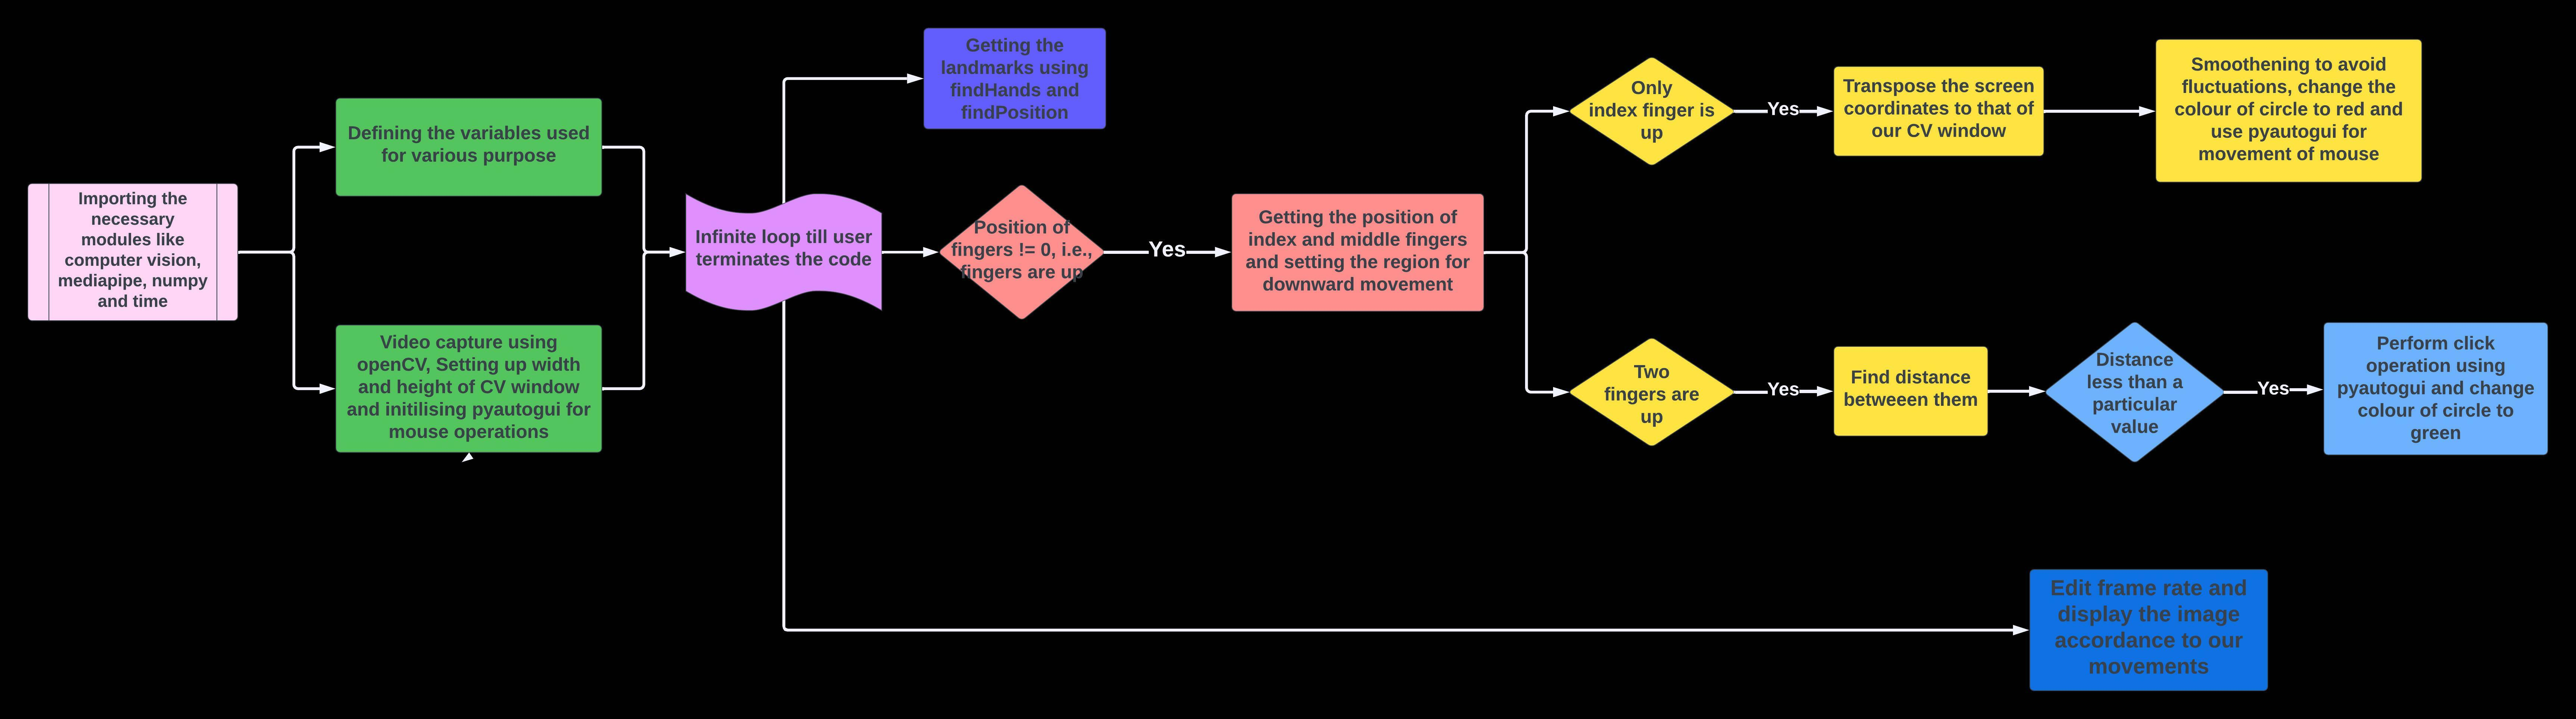 Importing the
necessary
modules like
computer vision,
mediapipe, numpy
and time
Defining the variables used
for various purpose
Video capture using
openCV, Setting up width
and height of CV window
and initilising pyautogui for
mouse operations
Infinite loop till user
terminates the code
Getting the
landmarks using
findHands and
findPosition
Position of
fingers != 0, i.e.,
fingers are up
Yes
Getting the position of
index and middle fingers
and setting the region for
downward movement
Only
index finger is
up
Yes
Transpose the screen
coordinates to that of
our CV window
Smoothening to avoid
fluctuations, change the
colour of circle to red and
use pyautogui for
movement of mouse
Two
fingers are
up
Yes
Find distance
betweeen them
Distance
less than a
particular
value
Yes
Perform click
operation using
pyautogui and change
colour of circle to
green
Edit frame rate and
display the image
accordance to our
movements